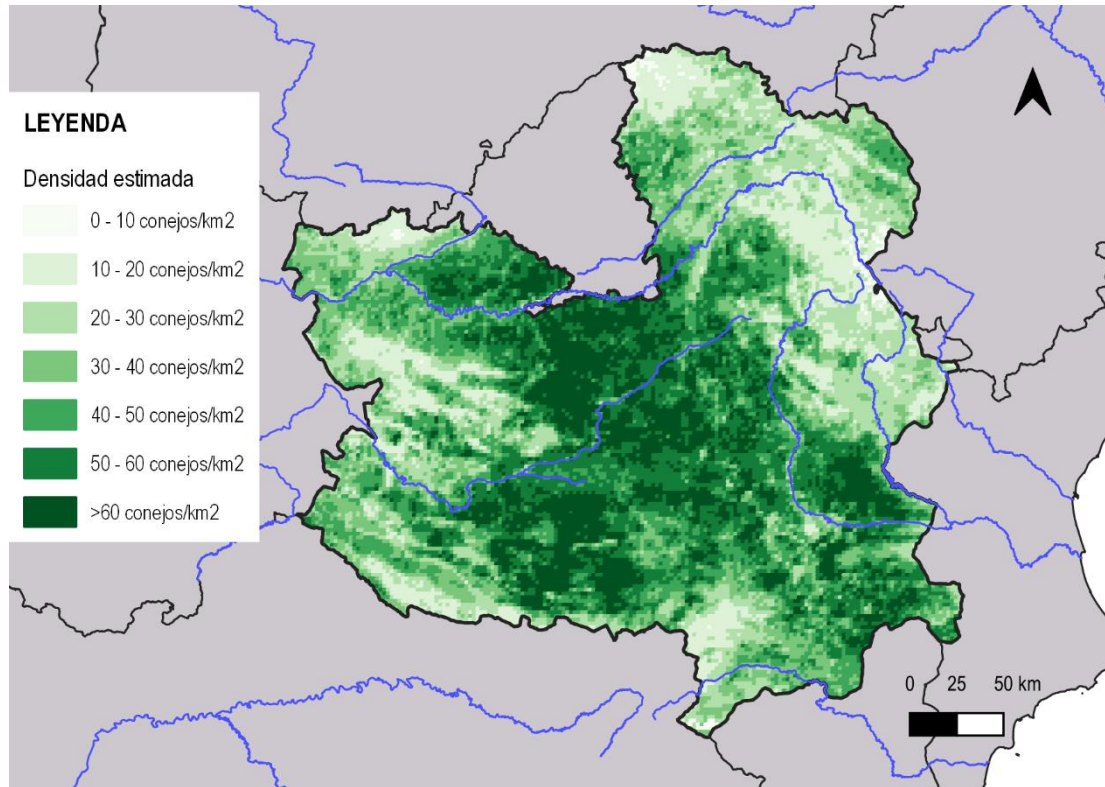 LEYENDA
Densidad estimada
0 - 10 conejos/km2
10 - 20 conejos/km2
20 - 30 conejos/km2
30 - 40 conejos/km2
40 - 50 conejos/km2
50 - 60 conejos/km2
>60 conejos/km2
0 25 50 km